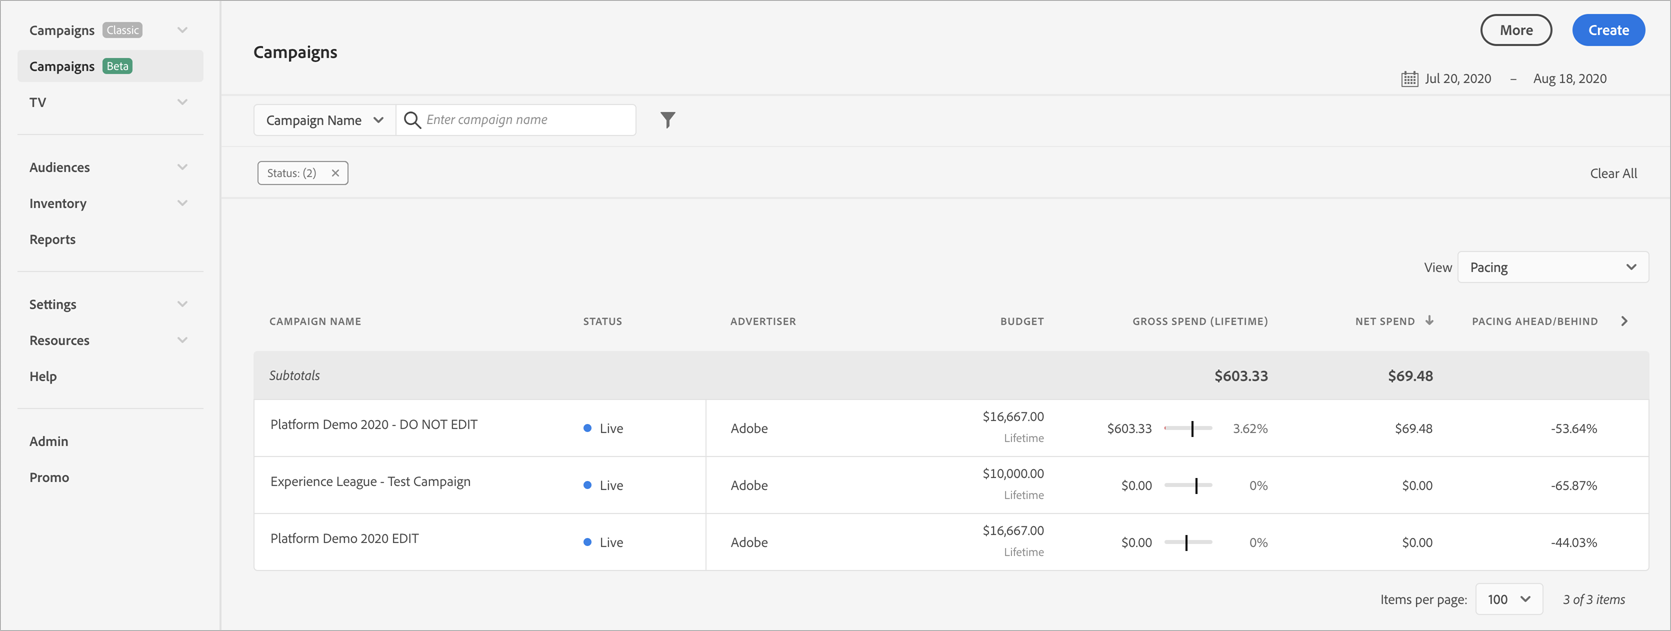 Campaigns Classic
Campaigns Beta
TV
Audiences
Inventory
Reports
Settings
Resources
Help
Admin
Promo
Campaigns
More
Create
Jul 20, 2020 – Aug 18, 2020
Campaign Name
Enter campaign name
Status: (2) ×
Clear All
View Pacing
CAMPAIGN NAME STATUS ADVERTISER BUDGET GROSS SPEND (LIFETIME) NET SPEND ↓ PACING AHEAD/BEHIND >
Subtotals $603.33 $69.48
Platform Demo 2020 - DO NOT EDIT Live Adobe $16,667.00 $603.33 3.62% $69.48 -53.64%
Lifetime
Experience League - Test Campaign Live Adobe $10,000.00 $0.00 0% $0.00 -65.87%
Lifetime
Platform Demo 2020 EDIT Live Adobe $16,667.00 $0.00 0% $0.00 -44.03%
Lifetime
Items per page: 100 3 of 3 items